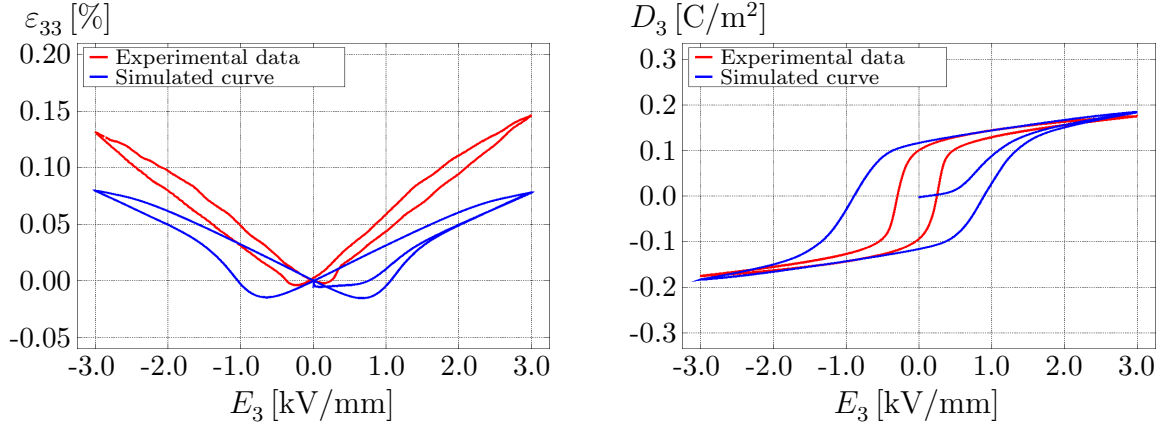 ε₃₃ [%]
Experimental data
Simulated curve
0.20
0.15
0.10
0.05
0.00
-0.05
-3.0 -2.0 -1.0 0.0 1.0 2.0 3.0
E₃ [kV/mm]
D₃ [C/m²]
Experimental data
Simulated curve
0.3
0.2
0.1
0.0
-0.1
-0.2
-0.3
-3.0 -2.0 -1.0 0.0 1.0 2.0 3.0
E₃ [kV/mm]